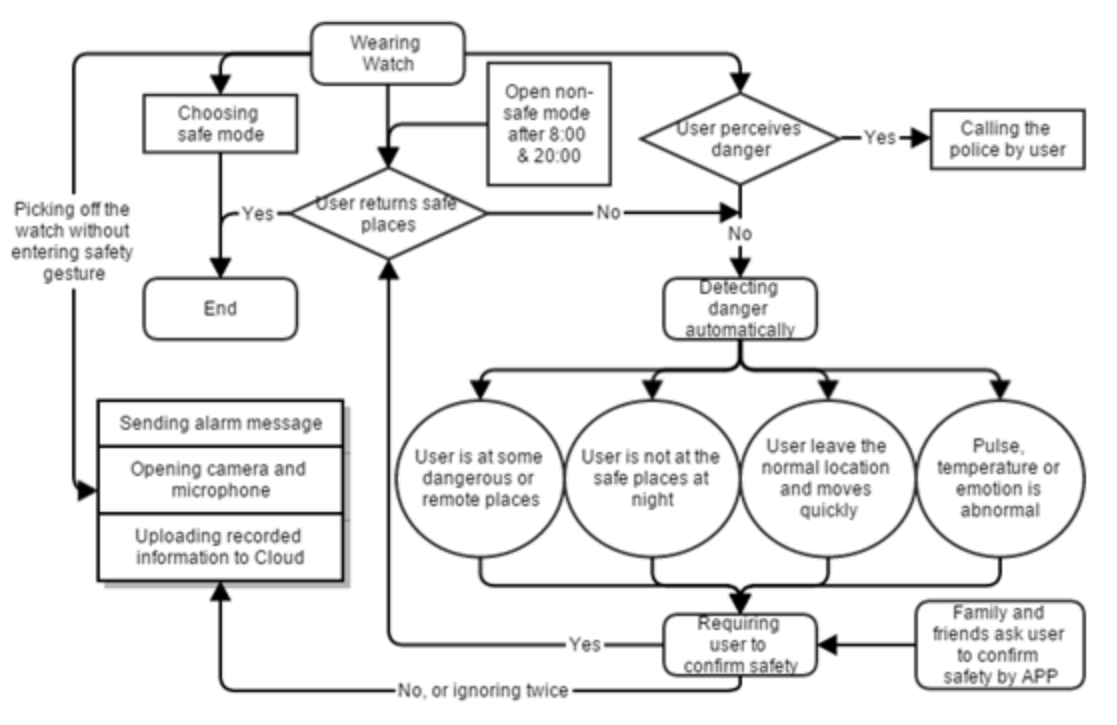 Wearing
Watch
Choosing
safe mode
Open non-
safe mode
after 8:00
& 20:00
User perceives
danger
Yes
Calling the
police by user
Picking off the
watch without
entering safety
gesture
Yes
User returns safe
places
No
No
End
Detecting
danger
automatically
Sending alarm message
Opening camera and
microphone
Uploading recorded
information to Cloud
User is at some
dangerous or
remote places
User is not at the
safe places at
night
User leave the
normal location
and moves
quickly
Pulse,
temperature or
emotion is
abnormal
Yes
Requiring
user to
confirm safety
Family and
friends ask user
to confirm
safety by APP
No, or ignoring twice